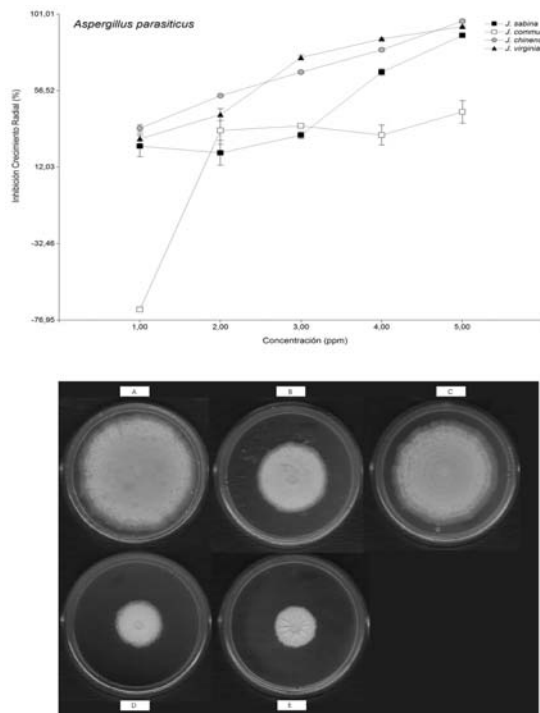 Aspergillus parasiticus
J. sabina
J. commu
J. chinens
J. virginia
Inhibición Crecimiento Radial (%)
101,01
56,52
12,03
-32,46
-76,95
1,00 2,00 3,00 4,00 5,00
Concentración (ppm)
A B C
D E